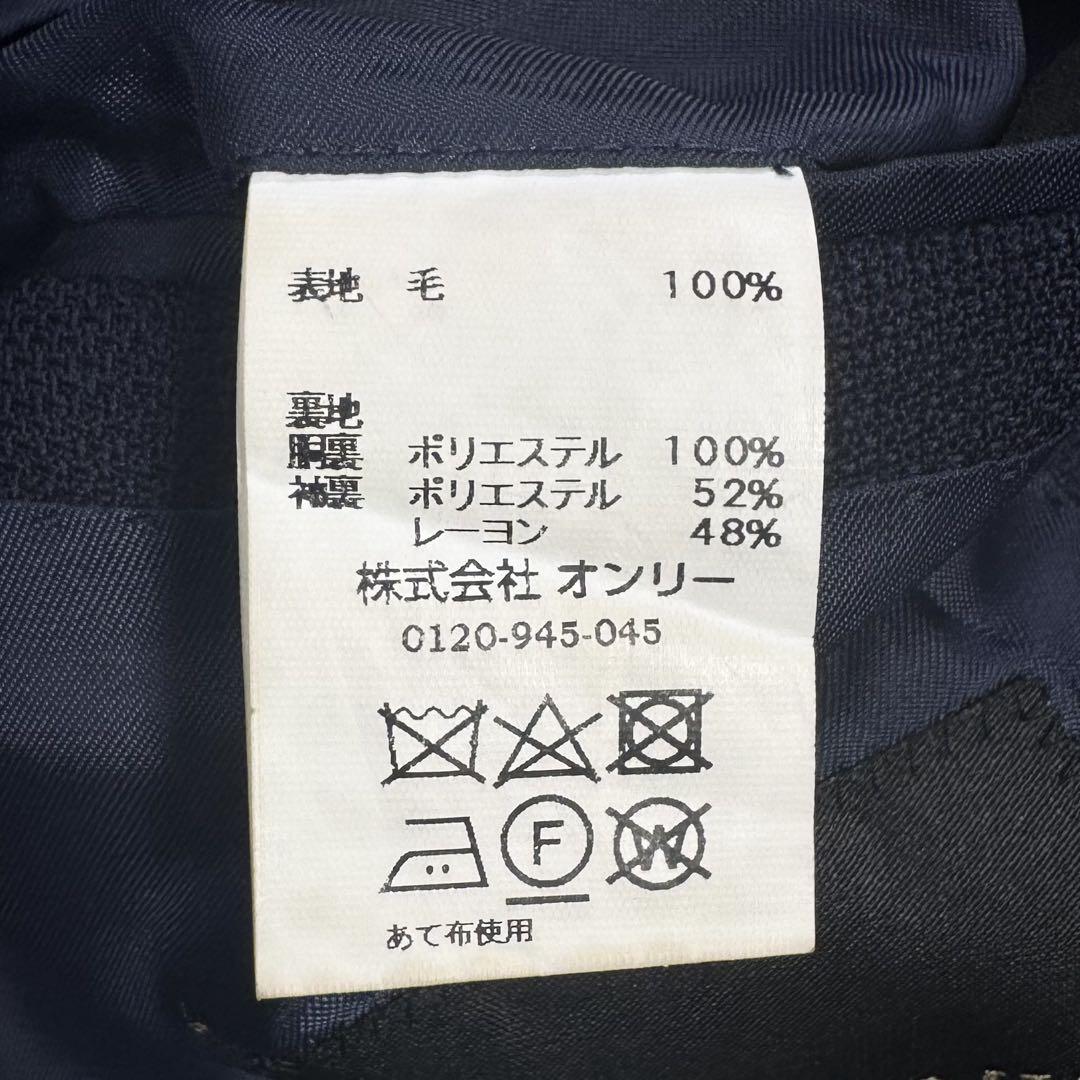 表地 毛 100%
裏地
胴裏 ポリエステル 100%
袖裏 ポリエステル 52%
レーヨン 48%
株式会社 オンリー
0120-945-045
F
W
あて布使用